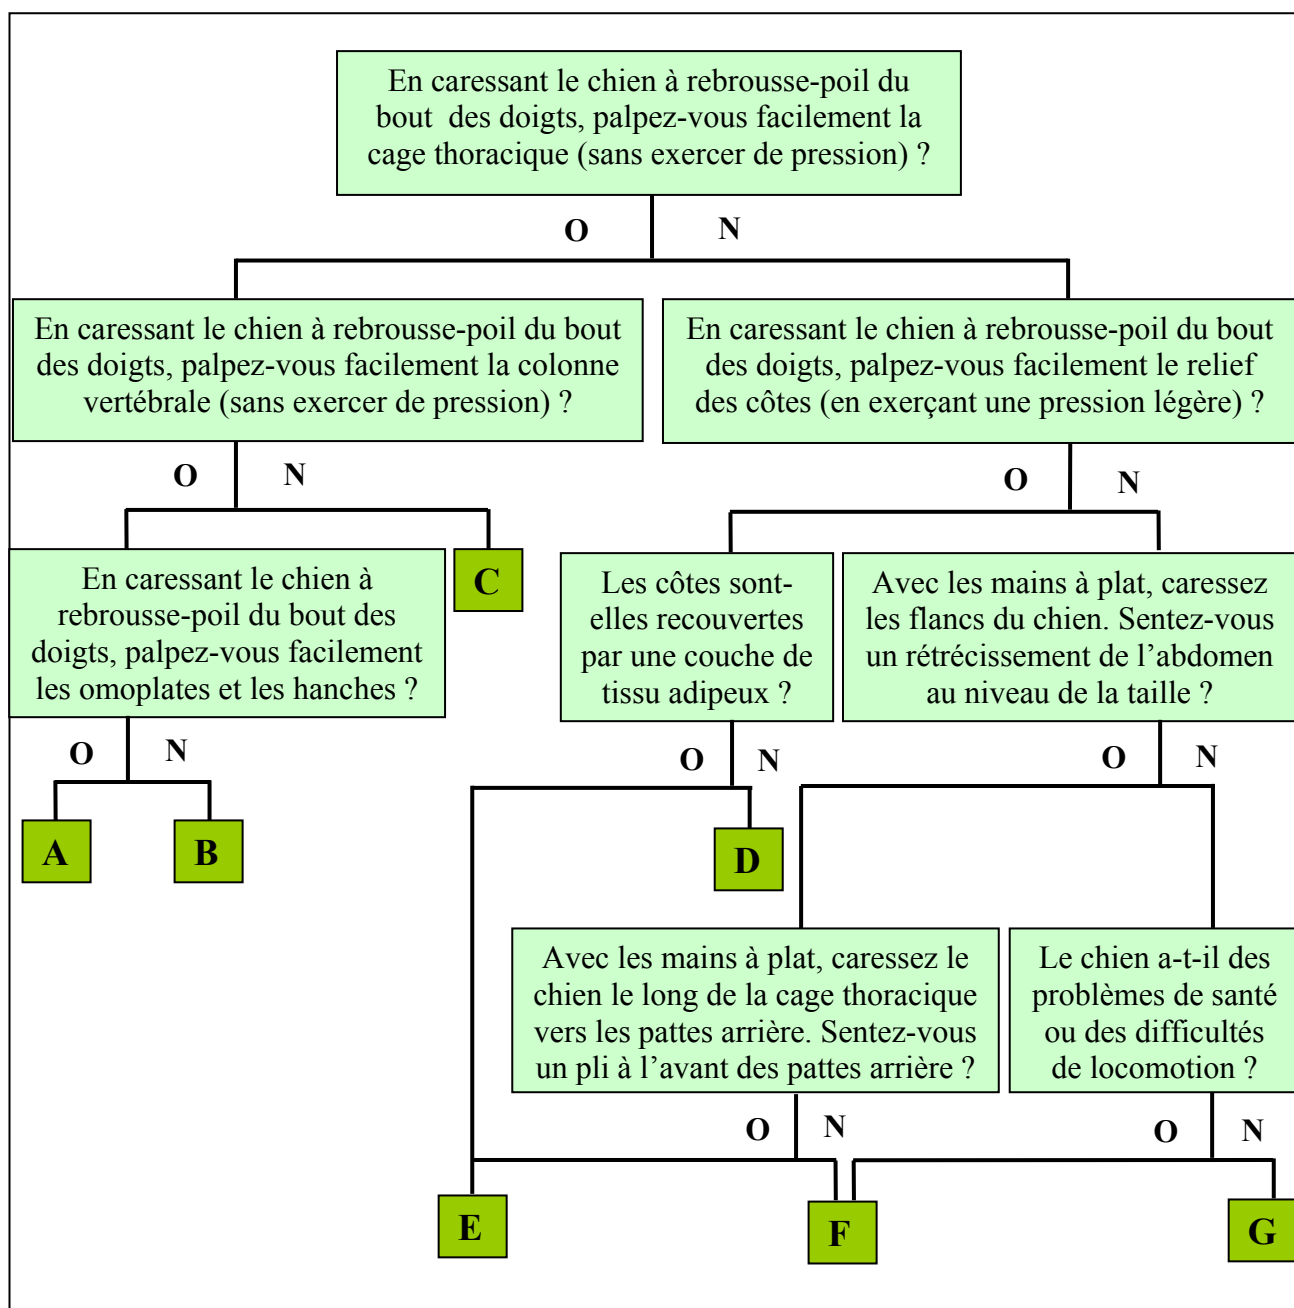 En caressant le chien à rebrousse-poil du
bout des doigts, palpez-vous facilement la
cage thoracique (sans exercer de pression) ?
O
N
En caressant le chien à rebrousse-poil du bout
des doigts, palpez-vous facilement la colonne
vertébrale (sans exercer de pression) ?
En caressant le chien à rebrousse-poil du bout
des doigts, palpez-vous facilement le relief
des côtes (en exerçant une pression légère) ?
O
N
O
N
En caressant le chien à
rebrousse-poil du bout des
doigts, palpez-vous facilement
les omoplates et les hanches ?
C
Les côtes sont-
elles recouvertes
par une couche de
tissu adipeux ?
Avec les mains à plat, caressez
les flancs du chien. Sentez-vous
un rétrécissement de l’abdomen
au niveau de la taille ?
O
N
O
N
O
N
A
B
D
Avec les mains à plat, caressez le
chien le long de la cage thoracique
vers les pattes arrière. Sentez-vous
un pli à l’avant des pattes arrière ?
Le chien a-t-il des
problèmes de santé
ou des difficultés
de locomotion ?
O
N
O
N
E
F
G